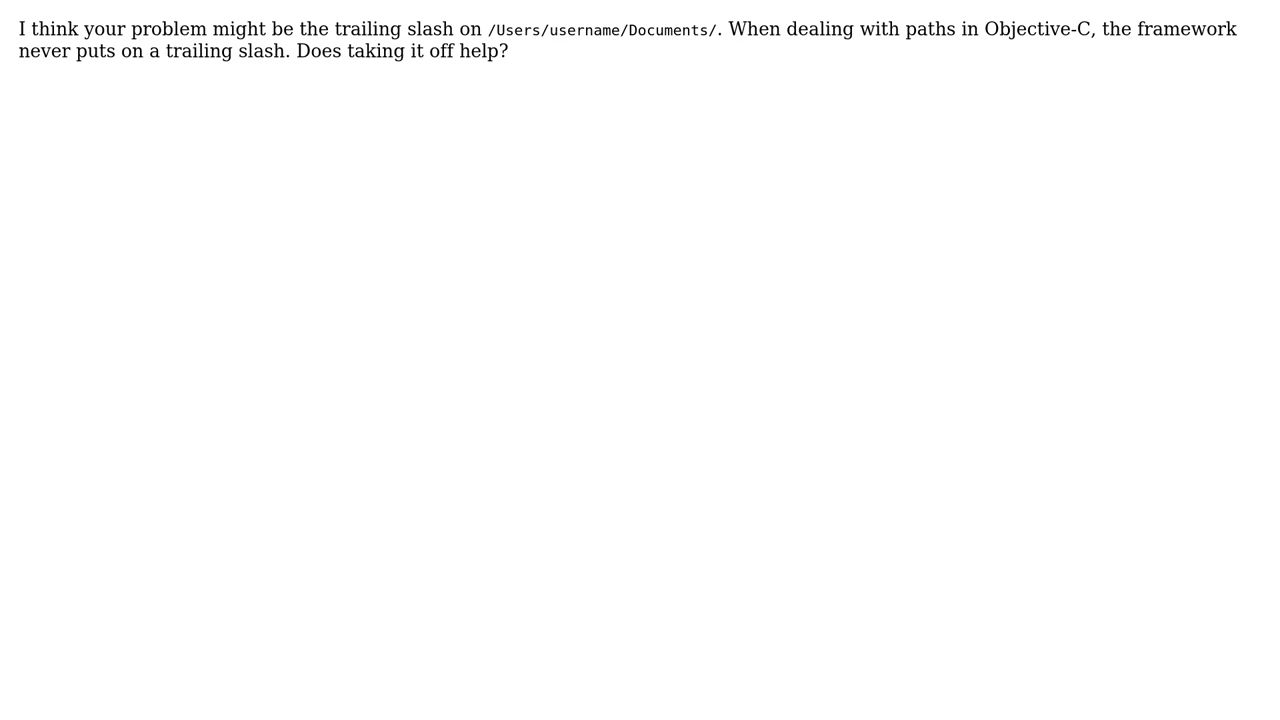 I think your problem might be the trailing slash on /Users/username/Documents/. When dealing with paths in Objective-C, the framework
never puts on a trailing slash. Does taking it off help?